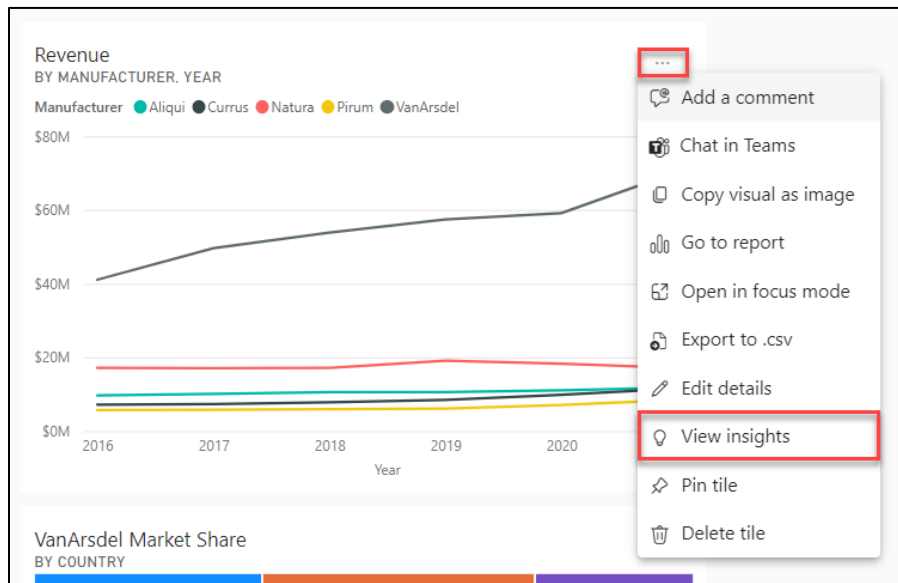 Revenue
BY MANUFACTURER, YEAR
...
Manufacturer Aliqui Currus Natura Pirum VanArsdel
$80M
$60M
$40M
$20M
$0M
2016 2017 2018 2019 2020
Year
Add a comment
Chat in Teams
Copy visual as image
Go to report
Open in focus mode
Export to .csv
Edit details
View insights
Pin tile
Delete tile
VanArsdel Market Share
BY COUNTRY